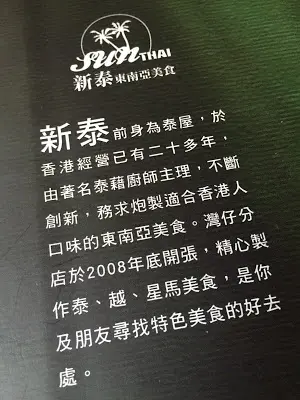 sun THAI
新泰東南亞美食
新泰前身為泰屋，於
香港經營已有二十多年，
由著名泰藉廚師主理，不斷
創新，務求炮製適合香港人
口味的東南亞美食。灣仔分
店於2008年底開張，精心製
作泰、越、星馬美食，是你
及朋友尋找特色美食的好去
處。